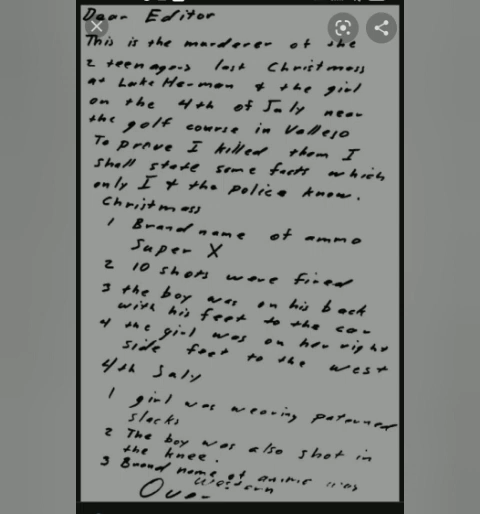 Dear Editor
This is the murderer of the
2 teenagers last Christmass
at Lake Herman & the girl
on the 4th of July near
the golf course in Vallejo
To prove I killed them I
shall state some facts which
only I & the police know.
Christmass
1 Brand name of ammo
Super X
2 10 shots were fired
3 the boy was on his back
with his feet to the car
4 the girl was on her right
side feet to the west
4th July
1 girl was wearing paterned
slacks
2 The boy was also shot in
the knee.
3 Brand name of ammo was
western
Over